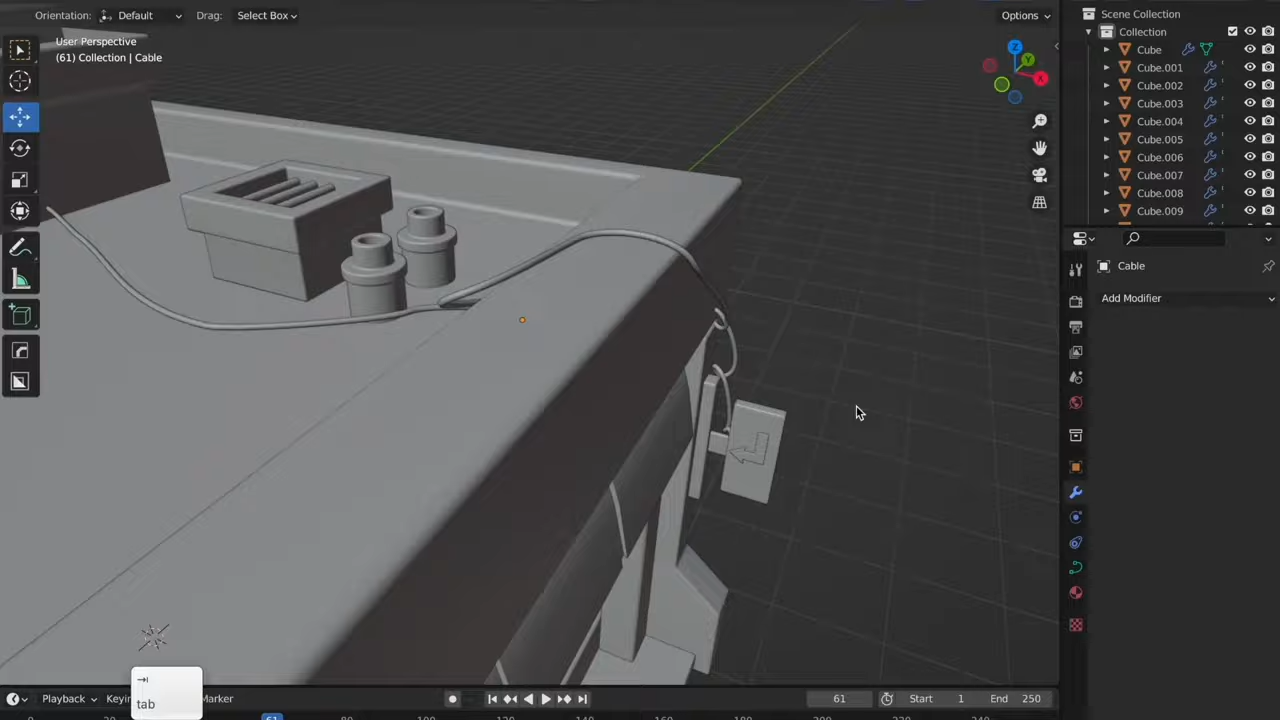 Orientation: Default Drag: Select Box Options
User Perspective
(61) Collection | Cable
Z
Y
X
Scene Collection
Collection
Cube
Cube.001
Cube.002
Cube.003
Cube.004
Cube.005
Cube.006
Cube.007
Cube.008
Cube.009
Cable
Add Modifier
tab
Playback Keyin Marker 61 Start 1 End 250
61